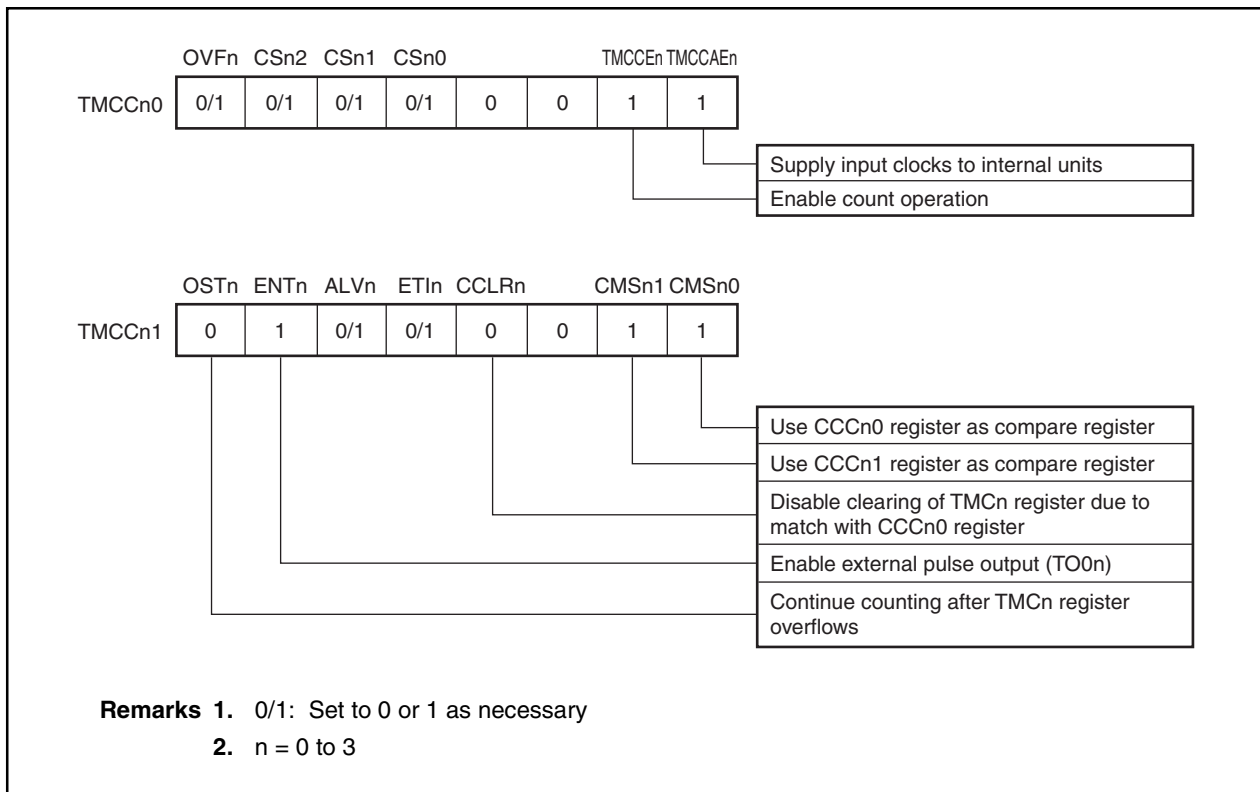 OVFn CSn2 CSn1 CSn0 TMCCEn TMCCAEn
TMCCn0 0/1 0/1 0/1 0/1 0 0 1 1
Supply input clocks to internal units
Enable count operation
OSTn ENTn ALVn ETIn CCLRn CMSn1 CMSn0
TMCCn1 0 1 0/1 0/1 0 0 1 1
Use CCCn0 register as compare register
Use CCCn1 register as compare register
Disable clearing of TMCn register due to
match with CCCn0 register
Enable external pulse output (TO0n)
Continue counting after TMCn register
overflows
Remarks 1. 0/1: Set to 0 or 1 as necessary
2. n = 0 to 3